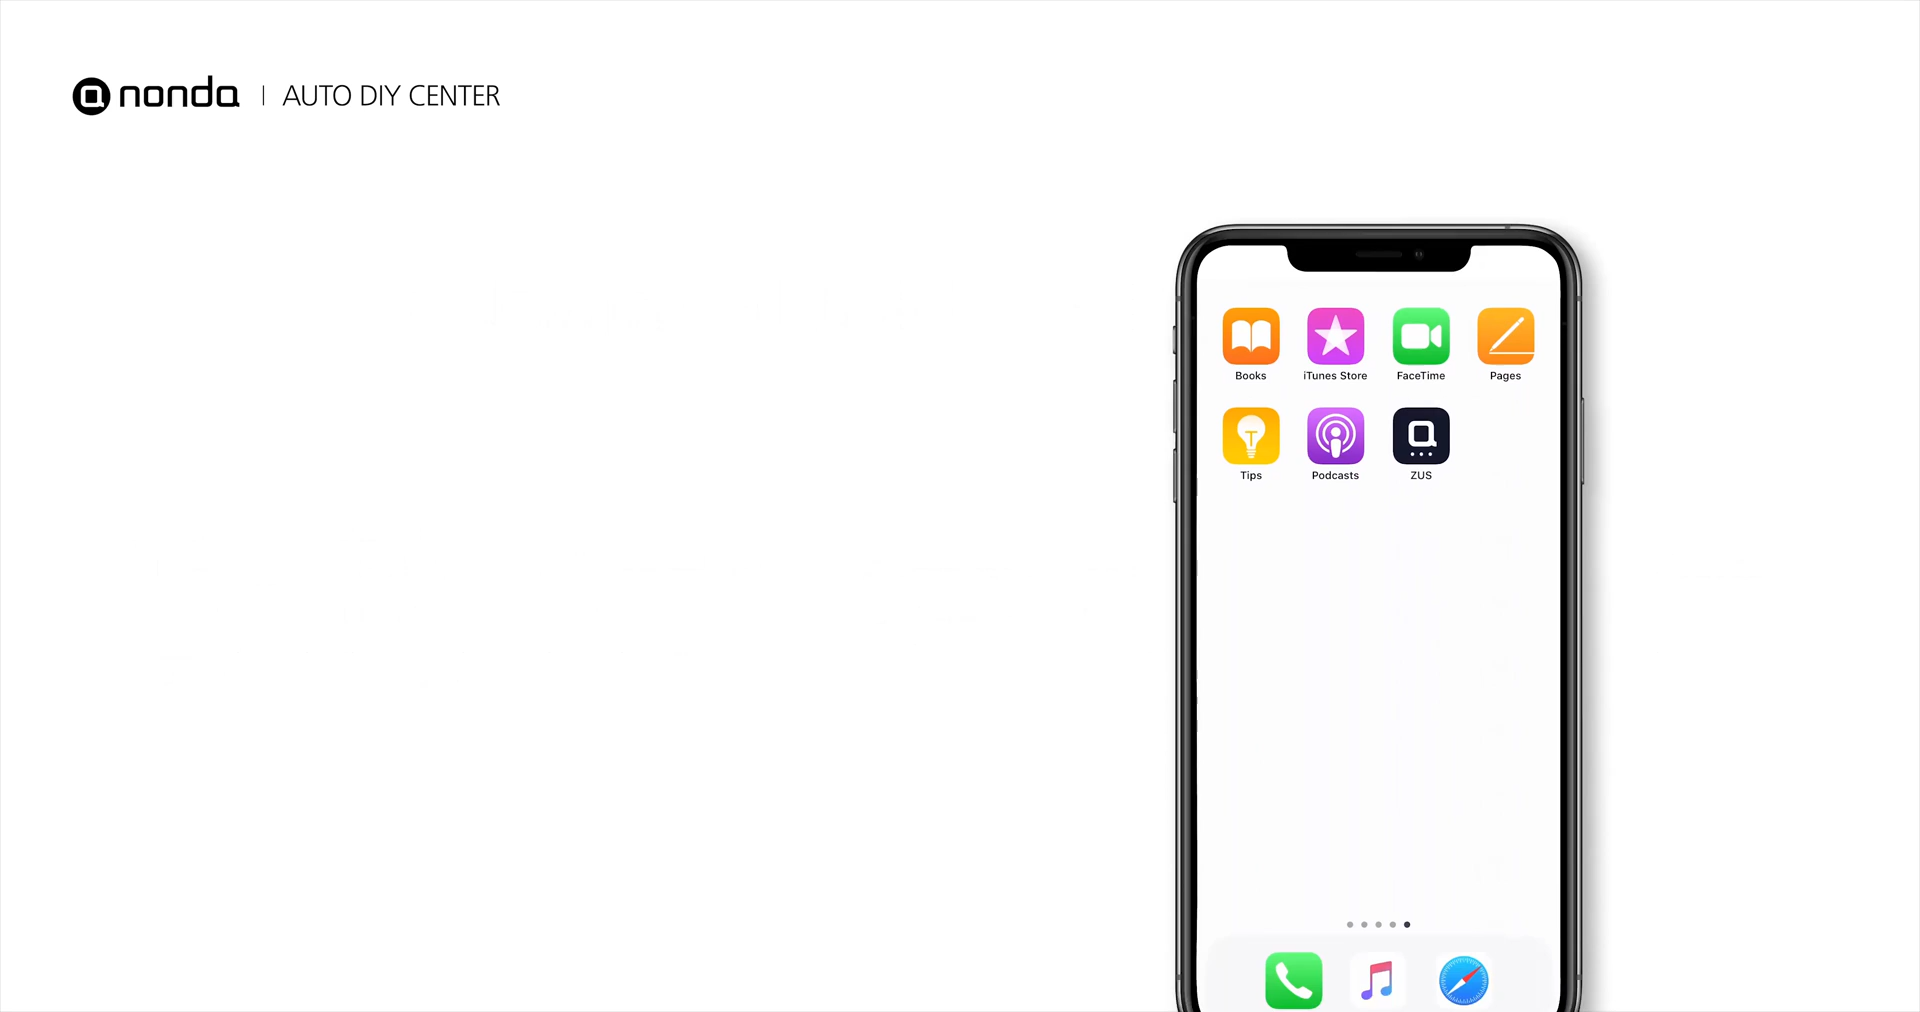 nonda | AUTO DIY CENTER
Books iTunes Store FaceTime Pages
Tips Podcasts ZUS